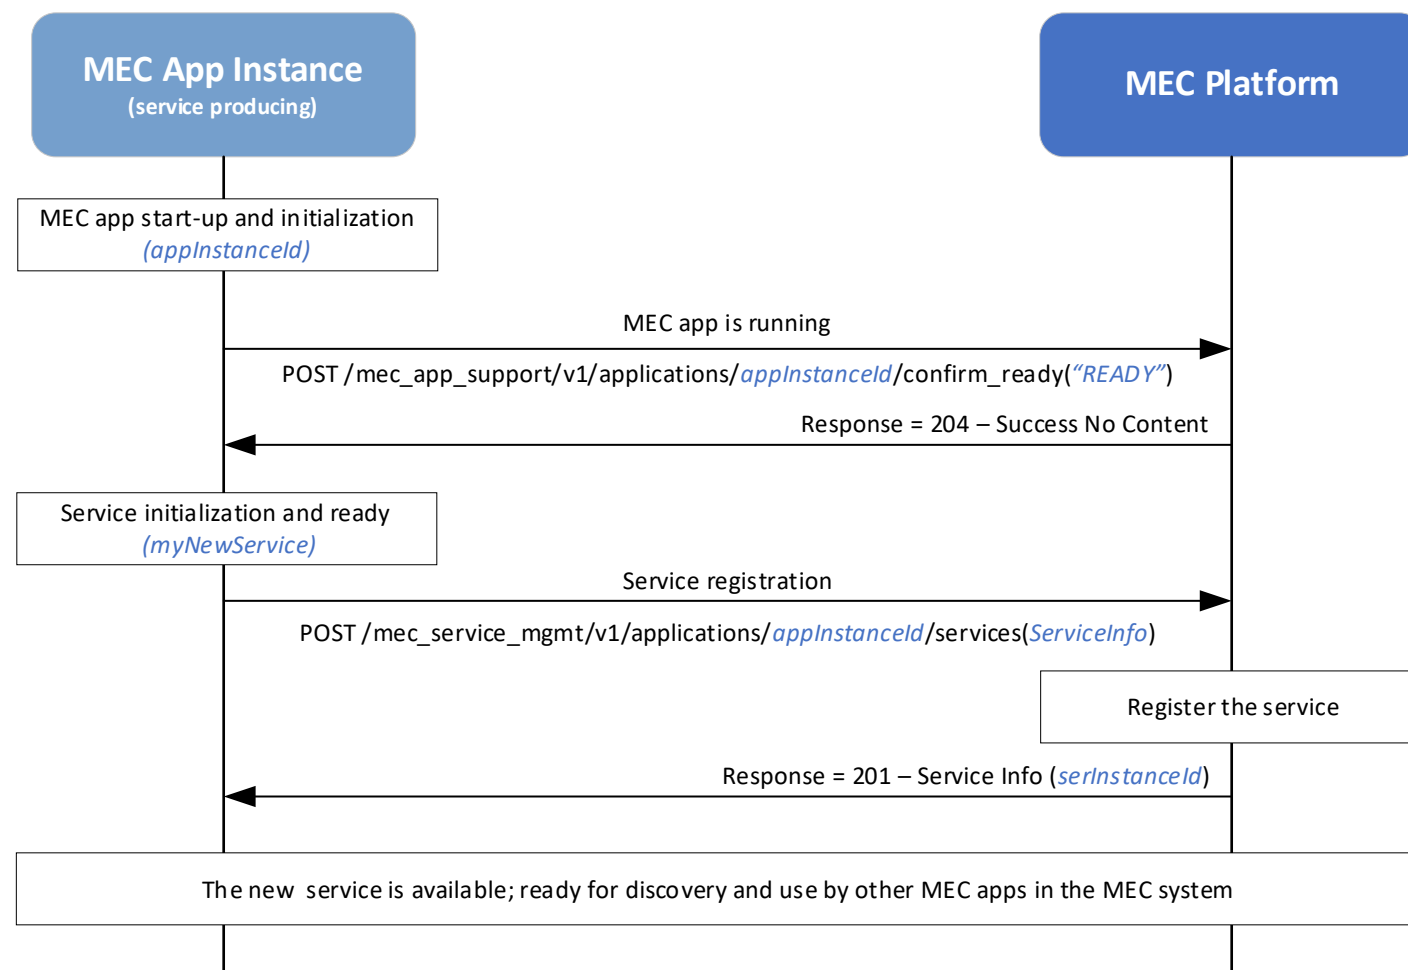 MEC App Instance
(service producing)
MEC Platform
MEC app start-up and initialization
(appInstanceId)
MEC app is running
POST /mec_app_support/v1/applications/appInstanceId/confirm_ready(“READY”)
Response = 204 – Success No Content
Service initialization and ready
(myNewService)
Service registration
POST /mec_service_mgmt/v1/applications/appInstanceId/services(ServiceInfo)
Register the service
Response = 201 – Service Info (serInstanceId)
The new service is available; ready for discovery and use by other MEC apps in the MEC system